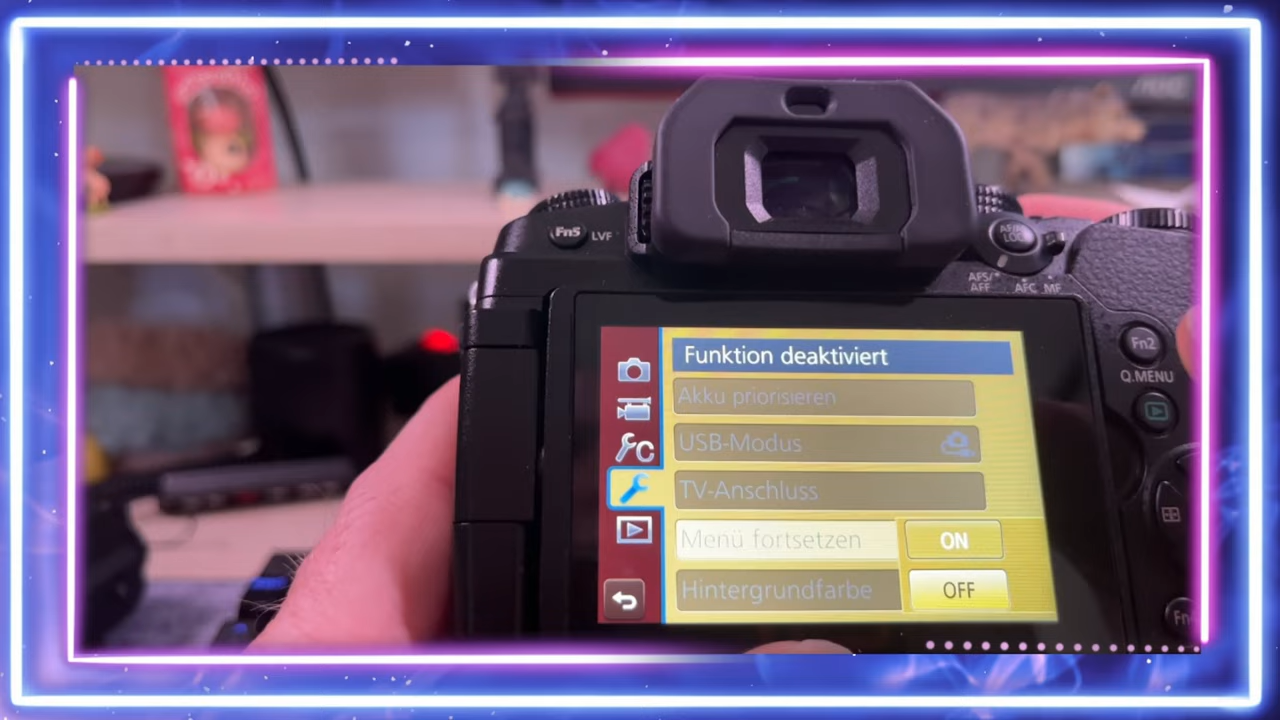 Fn5 LVF
AF/AE LOCK
AFS/ AFF AFC MF
Fn2
Q.MENU
Funktion deaktiviert
Akku priorisieren
USB-Modus
TV-Anschluss
Menü fortsetzen ON
Hintergrundfarbe OFF
C
Fn